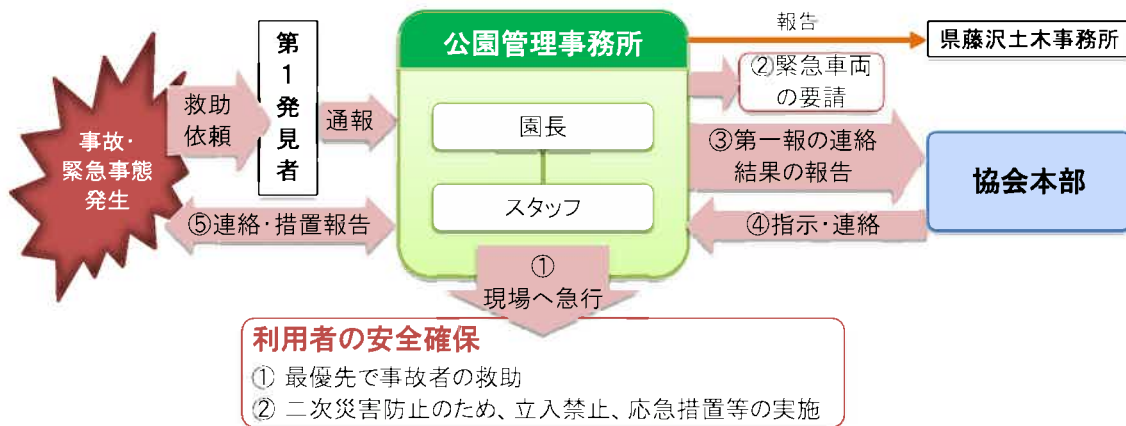 事故・
緊急事態
発生
救助
依頼
第1発見者
通報
公園管理事務所
園長
スタッフ
報告
県藤沢土木事務所
②緊急車両
の要請
③第一報の連絡
結果の報告
協会本部
④指示・連絡
⑤連絡・措置報告
①
現場へ急行
利用者の安全確保
① 最優先で事故者の救助
② 二次災害防止のため、立入禁止、応急措置等の実施